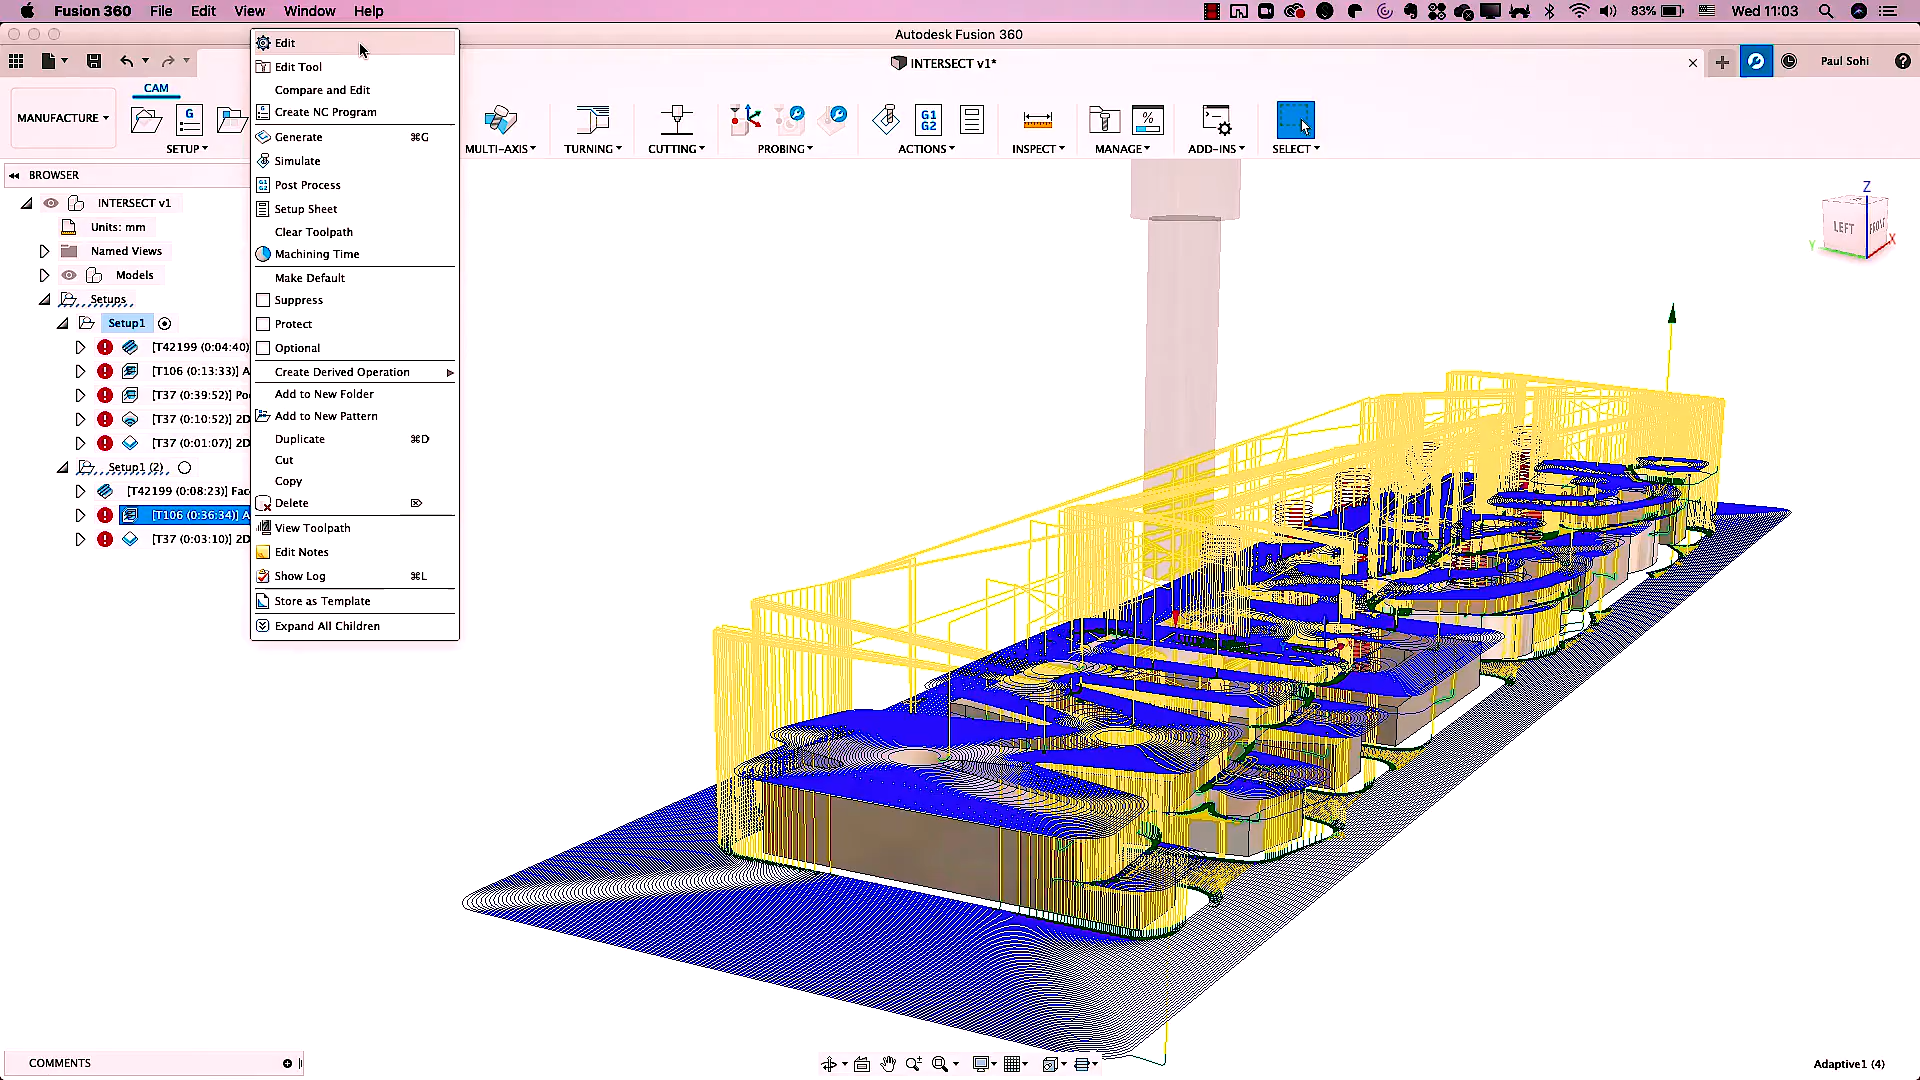 Fusion 360 File Edit View Window Help
83% Wed 11:03
Autodesk Fusion 360
INTERSECT v1*
Paul Sohi
CAM
MANUFACTURE
SETUP
MULTI-AXIS
TURNING
CUTTING
PROBING
ACTIONS
INSPECT
MANAGE
ADD-INS
SELECT
G
G1
G2
%
BROWSER
INTERSECT v1
Units: mm
Named Views
Models
Setups
Setup1
[T42199 (0:04:40)]
[T106 (0:13:33)] A
[T37 (0:39:52)] Po
[T37 (0:10:52)] 2D
[T37 (0:01:07)] 2D
Setup1 (2)
[T42199 (0:08:23)] Fac
[T106 (0:36:34)] A
[T37 (0:03:10)] 2D
Edit
Edit Tool
Compare and Edit
Create NC Program
Generate ⌘G
Simulate
Post Process
Setup Sheet
Clear Toolpath
Machining Time
Make Default
Suppress
Protect
Optional
Create Derived Operation
Add to New Folder
Add to New Pattern
Duplicate ⌘D
Cut
Copy
Delete ⌦
View Toolpath
Edit Notes
Show Log ⌘L
Store as Template
Expand All Children
Z
LEFT
FRONT
Y
X
COMMENTS
Adaptive1 (4)